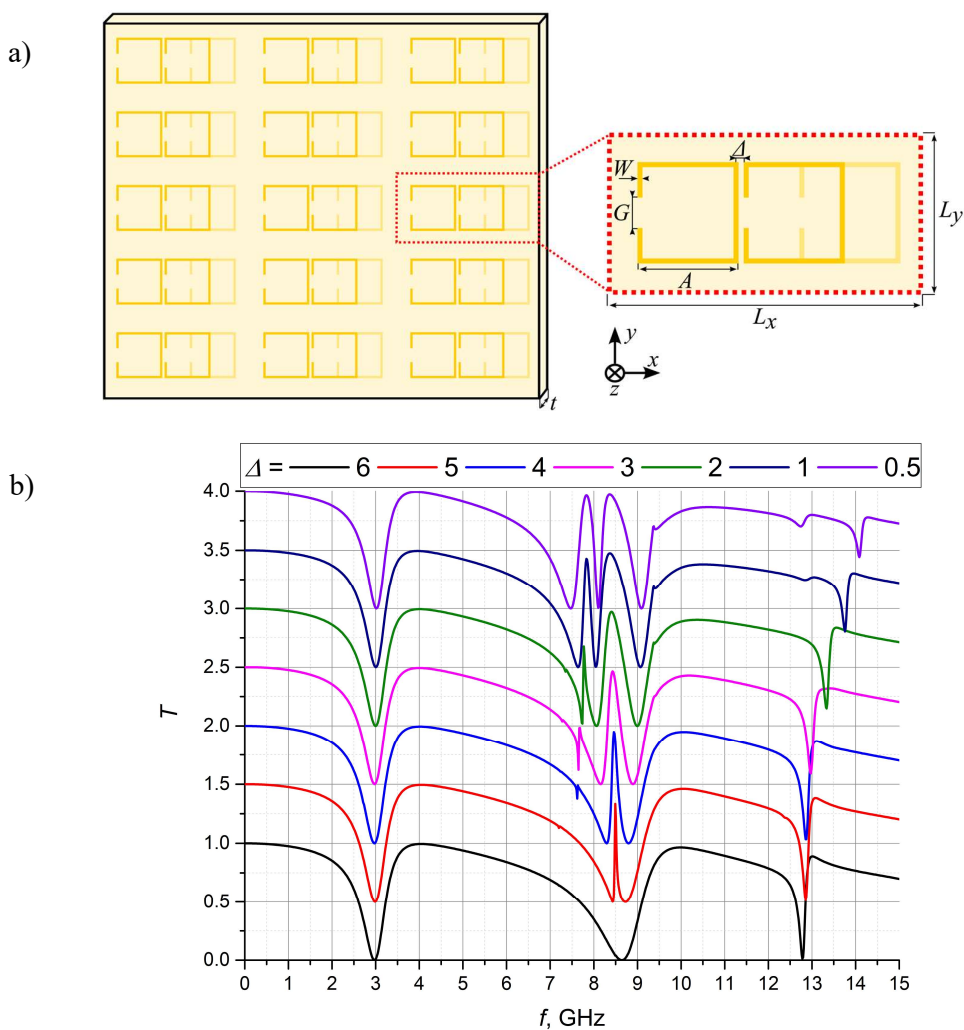 a)
Δ
W
G
A
L_y
L_x
y
x
z
t
b)
Δ = 6 5 4 3 2 1 0.5
4.0
3.5
3.0
2.5
2.0
1.5
1.0
0.5
0.0
T
0 1 2 3 4 5 6 7 8 9 10 11 12 13 14 15
f, GHz